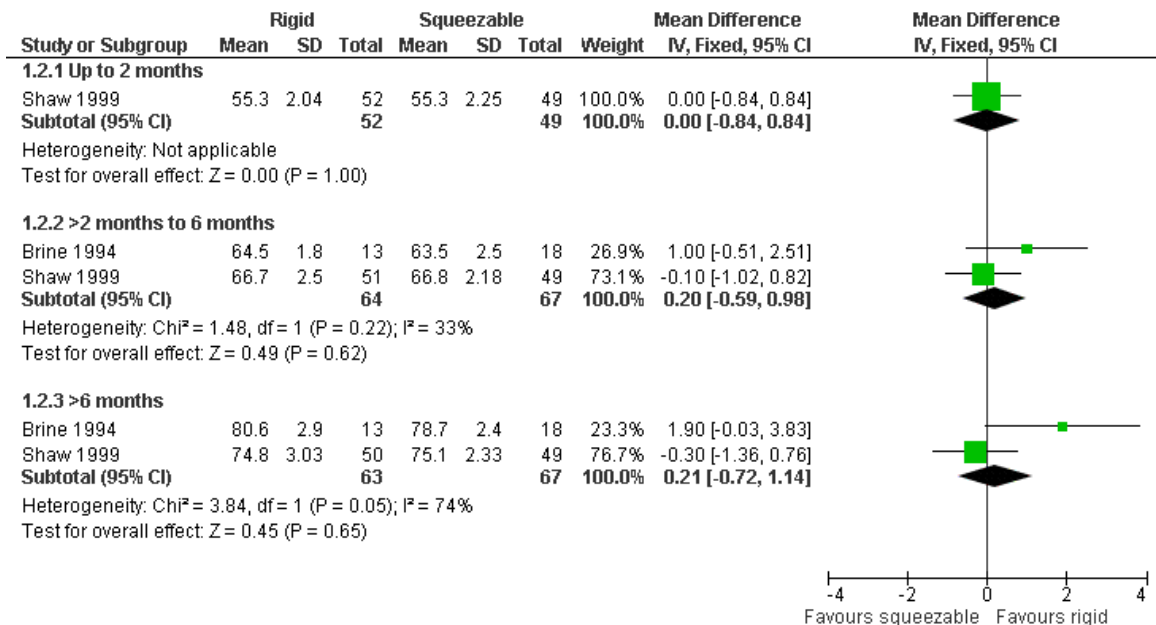 Rigid Squeezable Mean Difference Mean Difference
Study or Subgroup Mean SD Total Mean SD Total Weight IV, Fixed, 95% CI IV, Fixed, 95% CI
1.2.1 Up to 2 months
Shaw 1999 55.3 2.04 52 55.3 2.25 49 100.0% 0.00 [-0.84, 0.84]
Subtotal (95% CI) 52 49 100.0% 0.00 [-0.84, 0.84]
Heterogeneity: Not applicable
Test for overall effect: Z = 0.00 (P = 1.00)
1.2.2 >2 months to 6 months
Brine 1994 64.5 1.8 13 63.5 2.5 18 26.9% 1.00 [-0.51, 2.51]
Shaw 1999 66.7 2.5 51 66.8 2.18 49 73.1% -0.10 [-1.02, 0.82]
Subtotal (95% CI) 64 67 100.0% 0.20 [-0.59, 0.98]
Heterogeneity: Chi² = 1.48, df = 1 (P = 0.22); I² = 33%
Test for overall effect: Z = 0.49 (P = 0.62)
1.2.3 >6 months
Brine 1994 80.6 2.9 13 78.7 2.4 18 23.3% 1.90 [-0.03, 3.83]
Shaw 1999 74.8 3.03 50 75.1 2.33 49 76.7% -0.30 [-1.36, 0.76]
Subtotal (95% CI) 63 67 100.0% 0.21 [-0.72, 1.14]
Heterogeneity: Chi² = 3.84, df = 1 (P = 0.05); I² = 74%
Test for overall effect: Z = 0.45 (P = 0.65)
-4 -2 0 2 4
Favours squeezable Favours rigid